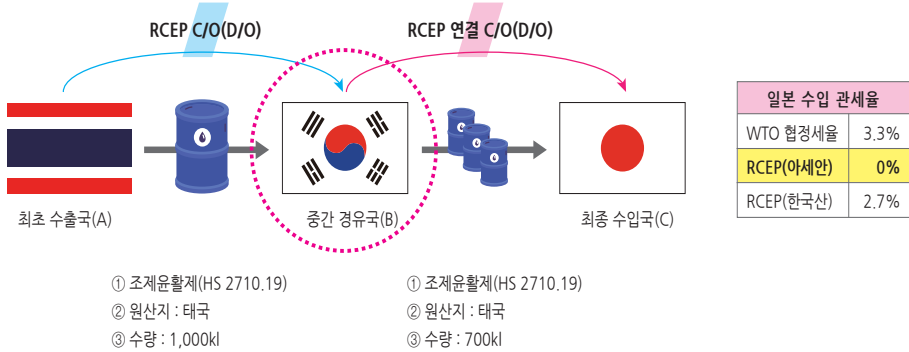 RCEP C/O(D/O)
RCEP 연결 C/O(D/O)
최초 수출국(A)
중간 경유국(B)
최종 수입국(C)
일본 수입 관세율
WTO 협정세율 3.3%
RCEP(아세안) 0%
RCEP(한국산) 2.7%
① 조제윤활제(HS 2710.19)
② 원산지 : 태국
③ 수량 : 1,000kl
① 조제윤활제(HS 2710.19)
② 원산지 : 태국
③ 수량 : 700kl